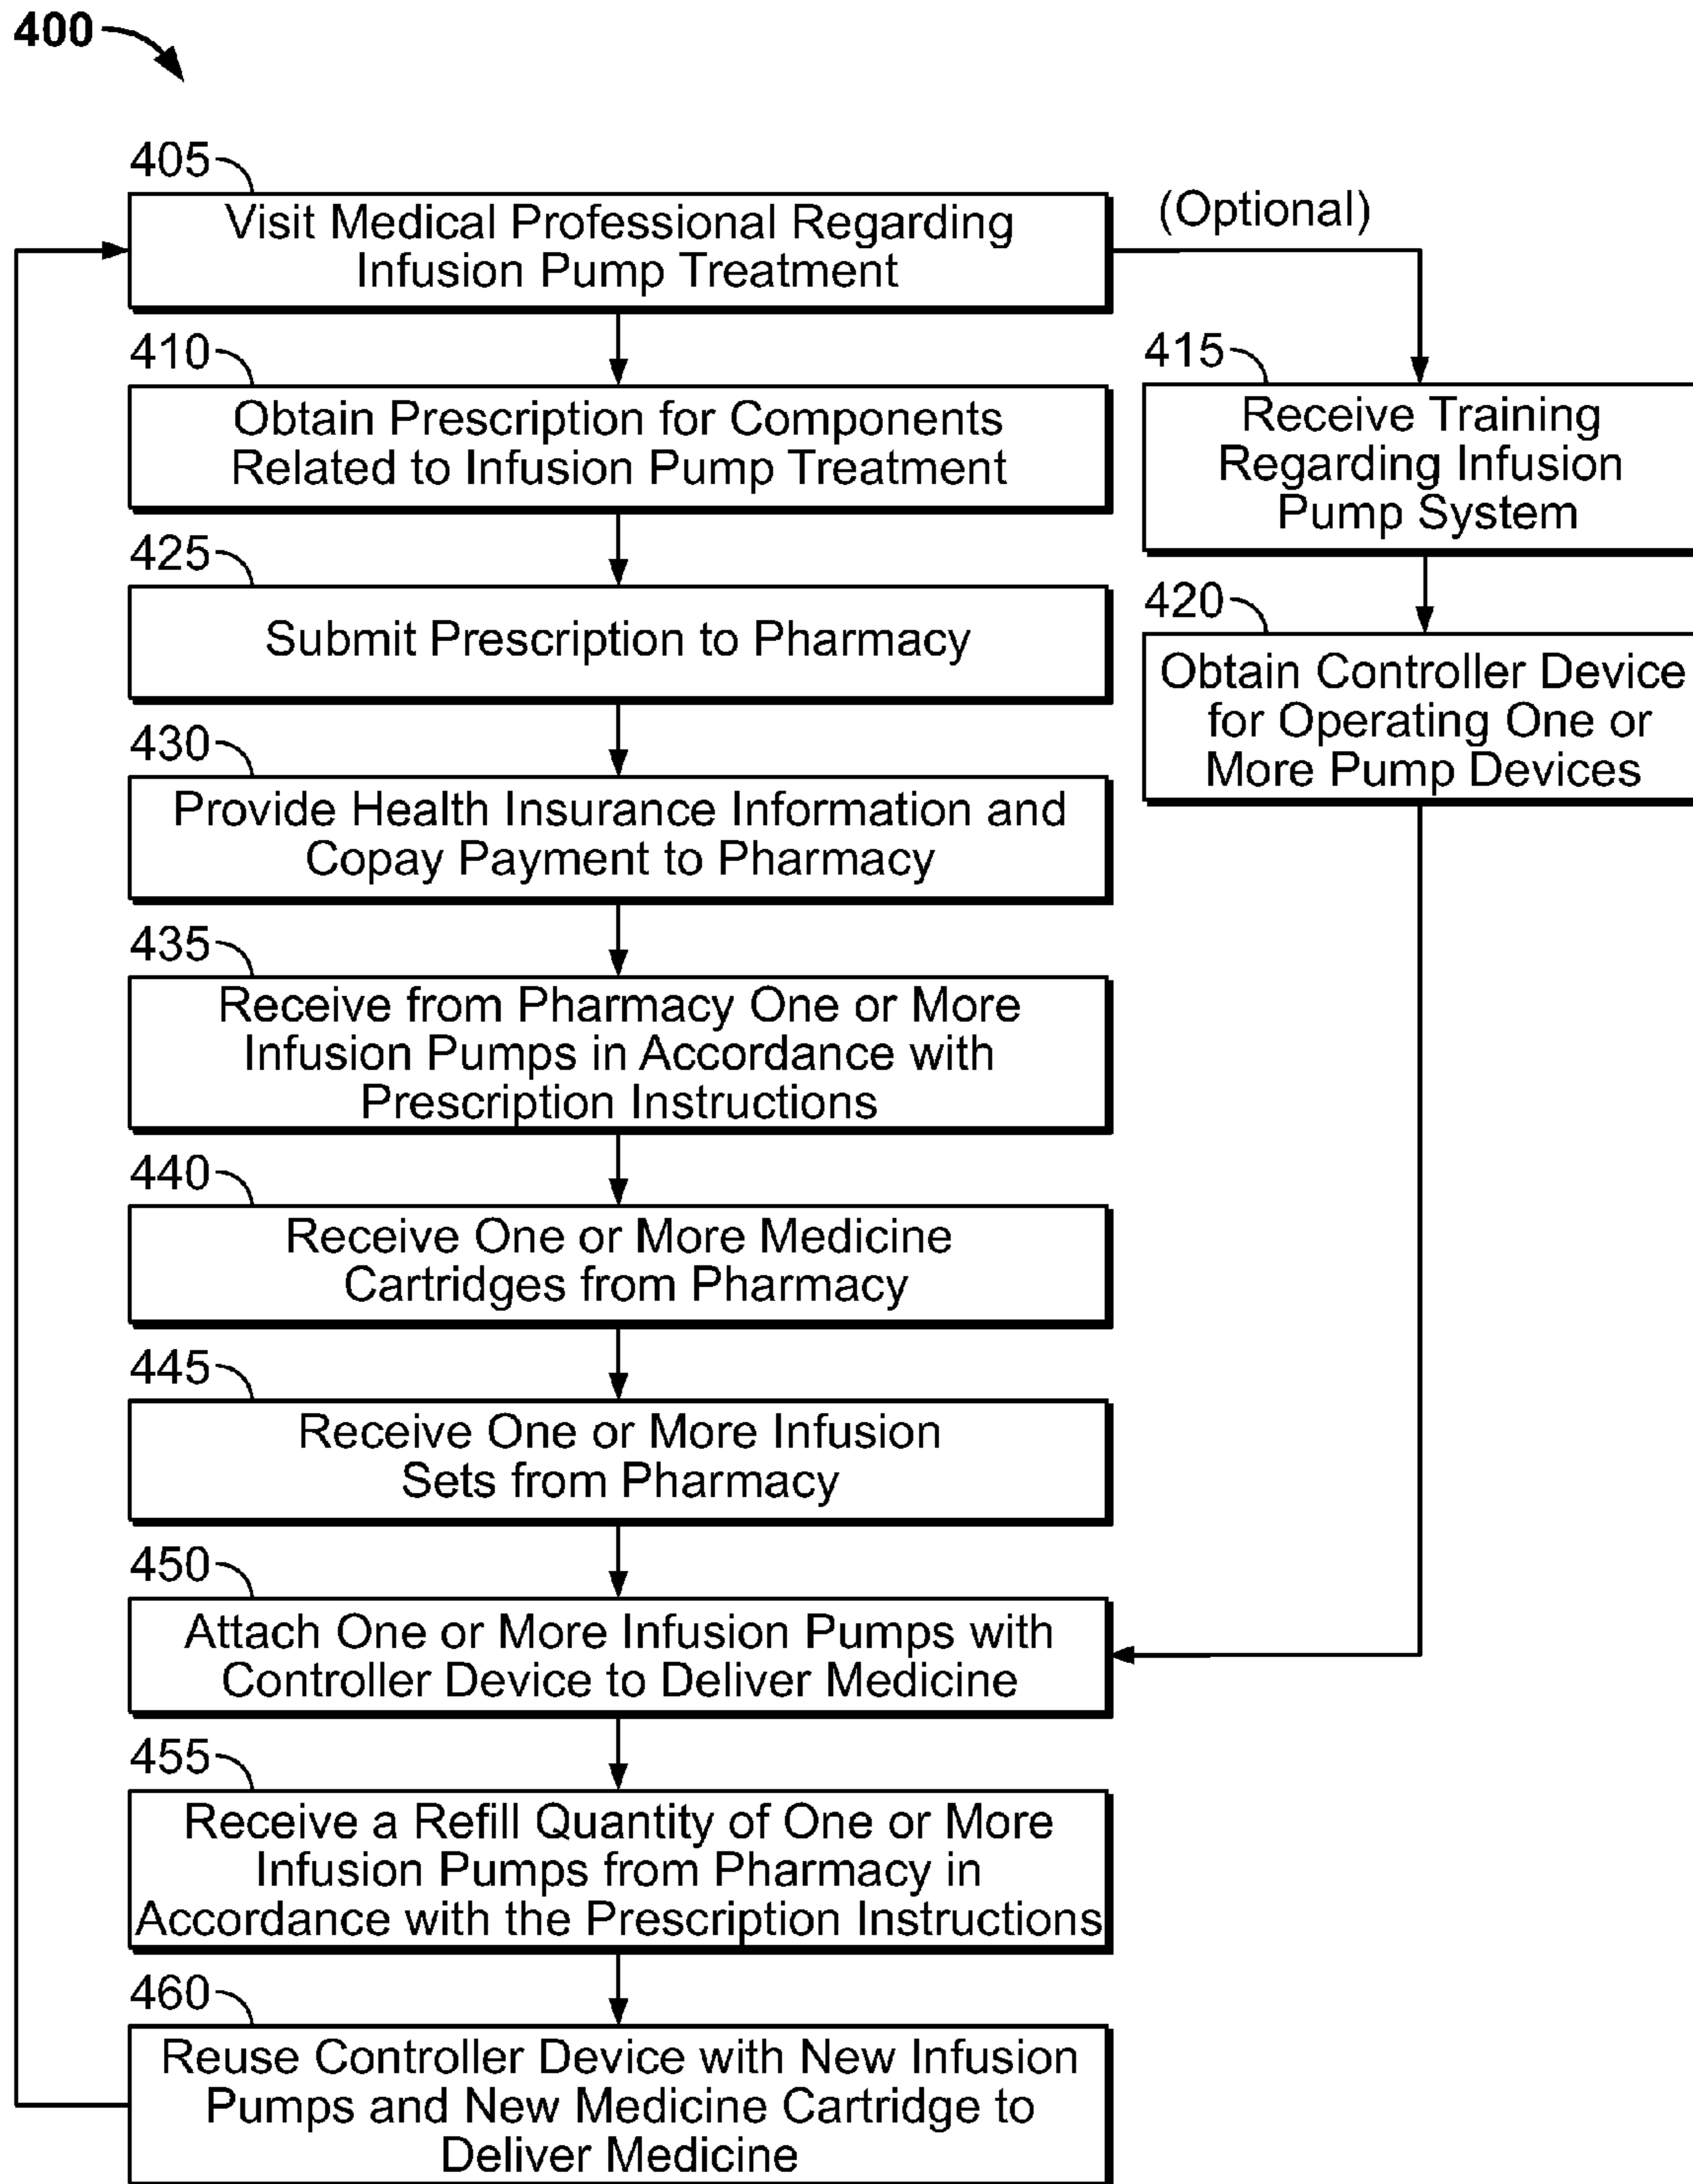 400
405
Visit Medical Professional Regarding
Infusion Pump Treatment
(Optional)
410
Obtain Prescription for Components
Related to Infusion Pump Treatment
415
Receive Training
Regarding Infusion
Pump System
425
Submit Prescription to Pharmacy
420
Obtain Controller Device
for Operating One or
More Pump Devices
430
Provide Health Insurance Information and
Copay Payment to Pharmacy
435
Receive from Pharmacy One or More
Infusion Pumps in Accordance with
Prescription Instructions
440
Receive One or More Medicine
Cartridges from Pharmacy
445
Receive One or More Infusion
Sets from Pharmacy
450
Attach One or More Infusion Pumps with
Controller Device to Deliver Medicine
455
Receive a Refill Quantity of One or More
Infusion Pumps from Pharmacy in
Accordance with the Prescription Instructions
460
Reuse Controller Device with New Infusion
Pumps and New Medicine Cartridge to
Deliver Medicine